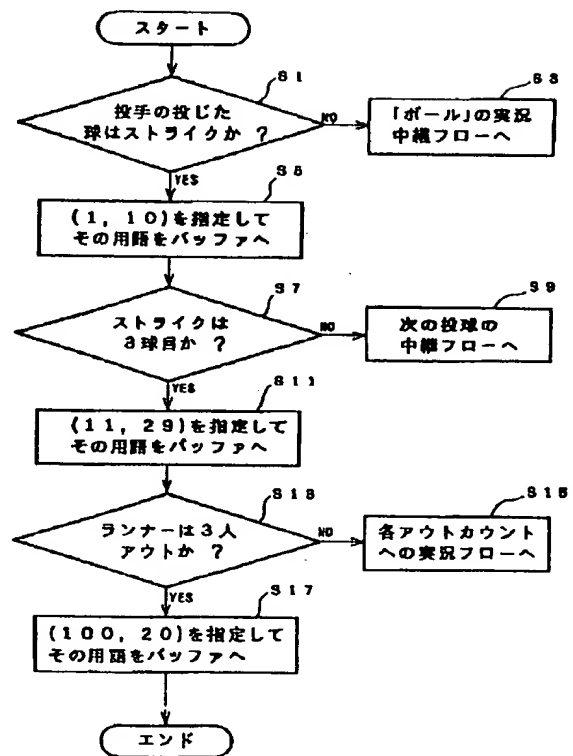 スタート
S1
投手の投じた
球はストライクか ?
NO
S3
「ボール」の実況
中継フローへ
YES
S5
(1, 10)を指定して
その用語をバッファへ
S7
ストライクは
3球目か ?
NO
S9
次の投球の
中継フローへ
YES
S11
(11, 29)を指定して
その用語をバッファへ
S13
ランナーは3人
アウトか ?
NO
S15
各アウトカウント
への実況フローへ
YES
S17
(100, 20)を指定して
その用語をバッファへ
エンド